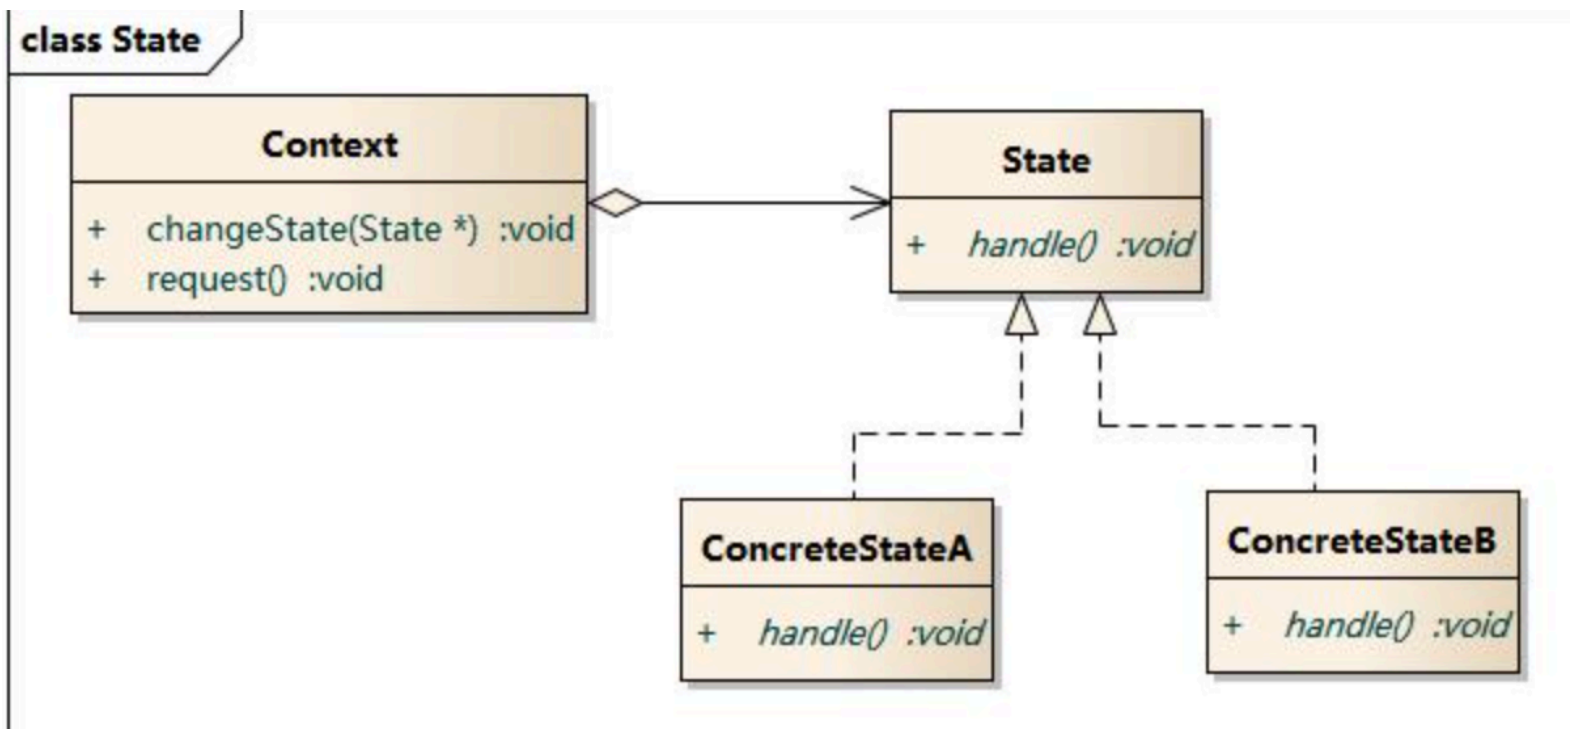 class State
Context
+ changeState(State *) :void
+ request() :void
State
+ handle() :void
ConcreteStateA
+ handle() :void
ConcreteStateB
+ handle() :void